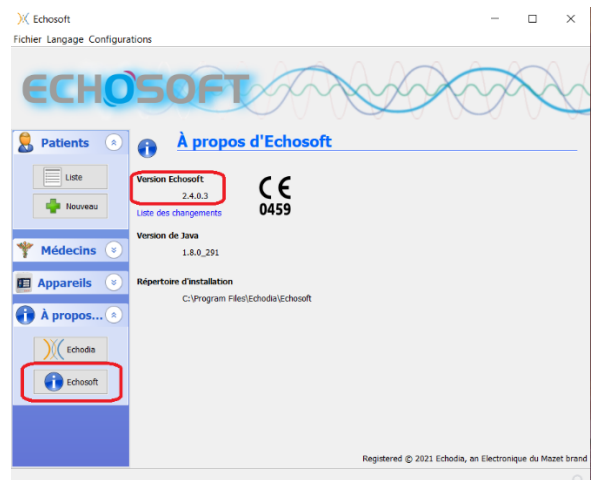 Echosoft
Fichier Langage Configurations
ECHOSOFT
Patients
Liste
Nouveau
Médecins
Appareils
À propos...
Echodia
Echosoft
À propos d'Echosoft
Version Echosoft
2.4.0.3
Liste des changements
CE
0459
Version de Java
1.8.0_291
Répertoire d'installation
C:\Program Files\Echodia\Echosoft
Registered © 2021 Echodia, an Electronique du Mazet brand